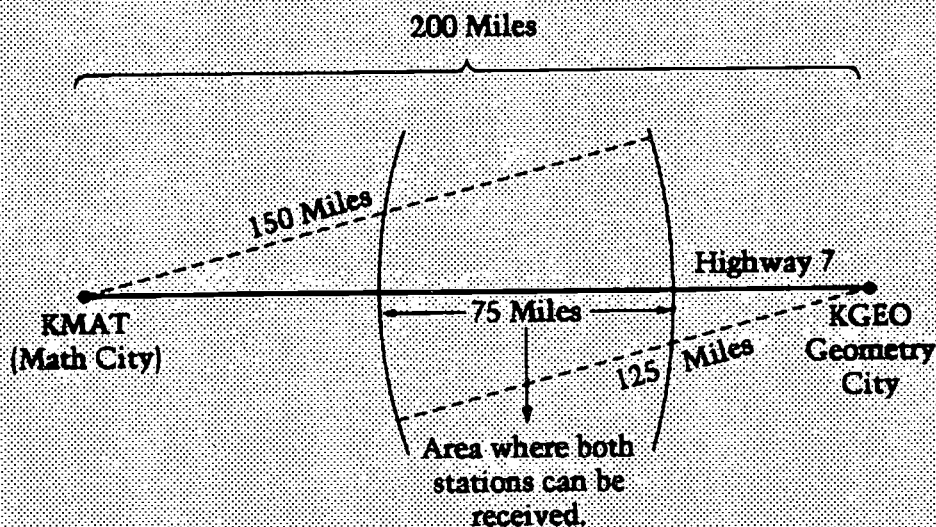 200 Miles
150 Miles
Highway 7
75 Miles
KMAT
(Math City)
KGEO
Geometry
City
125 Miles
Area where both
stations can be
received.